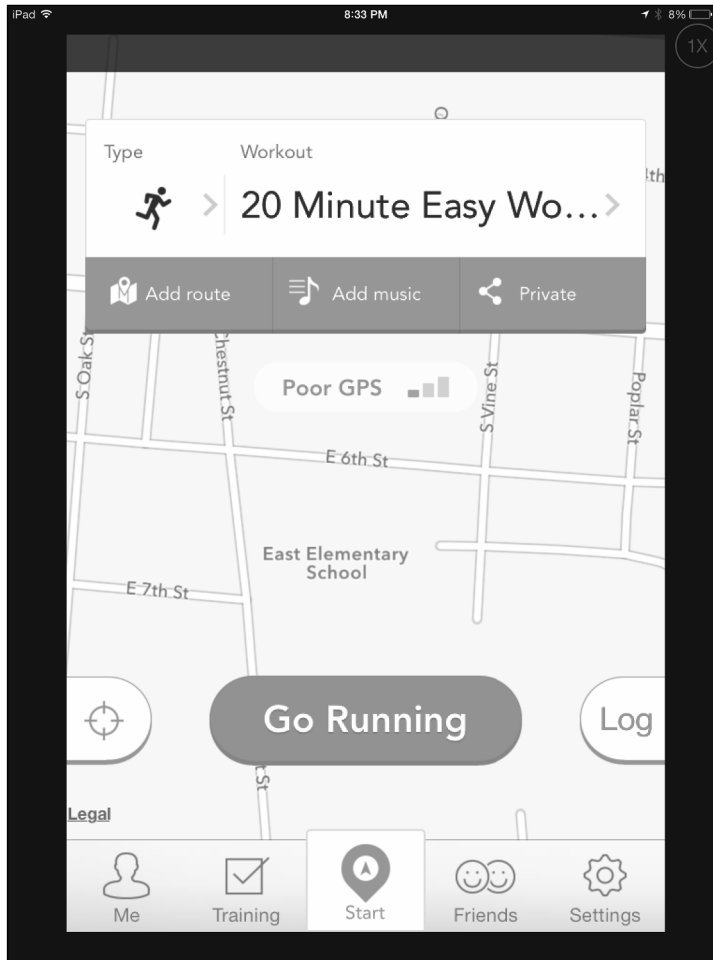 iPad 8:33 PM 8%
1X
Type Workout
20 Minute Easy Wo...
Add route Add music Private
S Oak St
Chestnut St
Poor GPS
S Vine St
Poplar St
E 6th St
East Elementary
School
E 7th St
Go Running
Log
St
Legal
Me Training Start Friends Settings